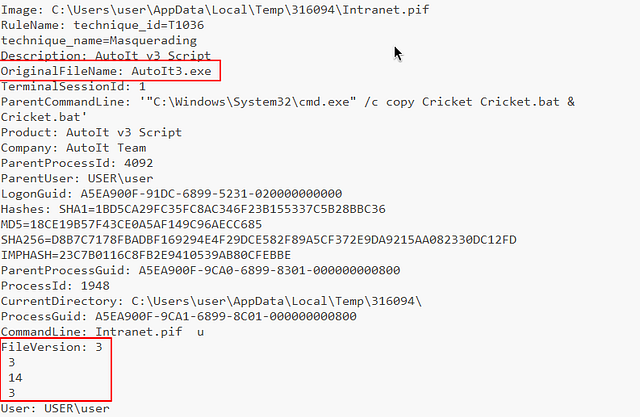 Image: C:\Users\user\AppData\Local\Temp\316094\Intranet.pif
RuleName: technique_id=T1036
technique_name=Masquerading
Description: AutoIt v3 Script
OriginalFileName: AutoIt3.exe
TerminalSessionId: 1
ParentCommandLine: '"C:\Windows\System32\cmd.exe" /c copy Cricket Cricket.bat &
Cricket.bat'
Product: AutoIt v3 Script
Company: AutoIt Team
ParentProcessId: 4092
ParentUser: USER\user
LogonGuid: A5EA900F-91DC-6899-5231-020000000000
Hashes: SHA1=1BD5CA29FC35FC8AC346F23B155337C5B28BBC36
MD5=18CE19B57F43CE0A5AF149C96AECC685
SHA256=D8B7C7178FBADBF169294E4F29DCE582F89A5CF372E9DA9215AA082330DC12FD
IMPHASH=23C7B0116C8FB2E9410539AB80CFEBBE
ParentProcessGuid: A5EA900F-9CA0-6899-8301-000000000800
ProcessId: 1948
CurrentDirectory: C:\Users\user\AppData\Local\Temp\316094\
ProcessGuid: A5EA900F-9CA1-6899-8C01-000000000800
CommandLine: Intranet.pif  u
FileVersion: 3
3
14
3
User: USER\user